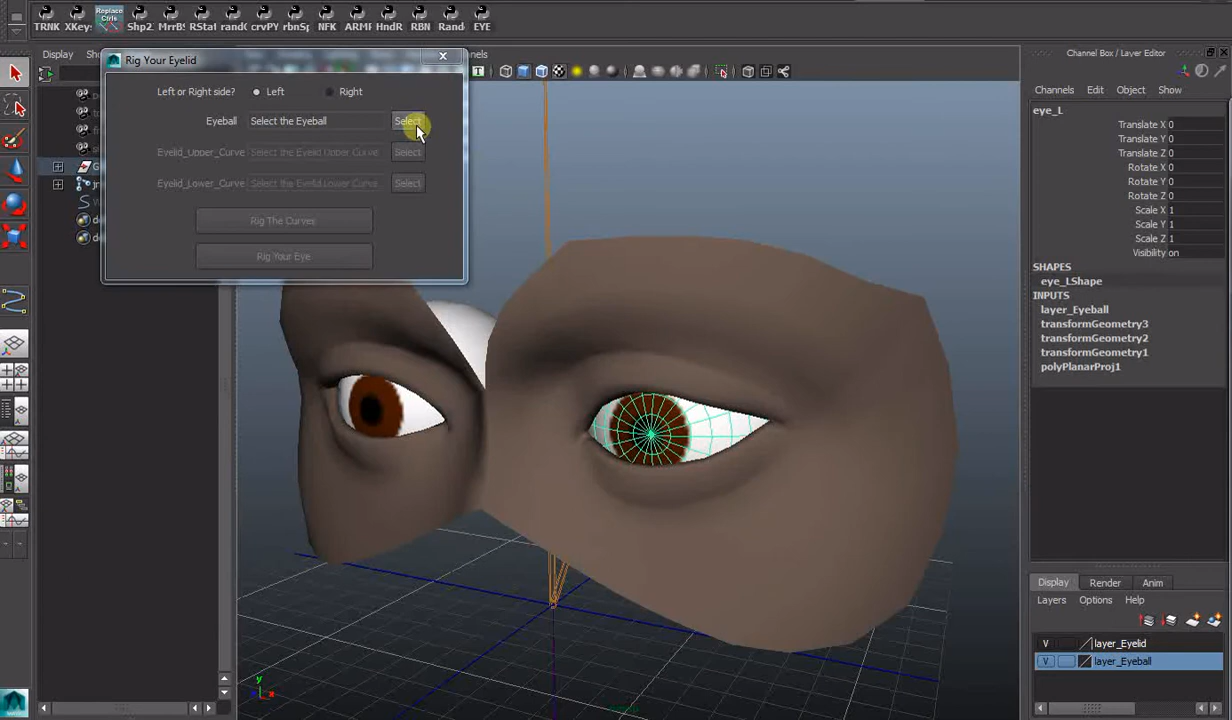 Replace
Ctrls
TRNK XKey: Shp2. MrrBS RStat rand( crvPY rbnSp NFK ARMF HndR RBN Rand EYE
Display
Rig Your Eyelid
Left or Right side? Left Right
Eyeball Select the Eyeball Select
Eyelid_Upper_Curve Select the Eyelid Upper Curve Select
Eyelid_Lower_Curve Select the Eyelid Lower Curve Select
Rig The Curves
Rig Your Eye
Channel Box / Layer Editor
Channels Edit Object Show
eye_L
Translate X 0
Translate Y 0
Translate Z 0
Rotate X 0
Rotate Y 0
Rotate Z 0
Scale X 1
Scale Y 1
Scale Z 1
Visibility on
SHAPES
eye_LShape
INPUTS
layer_Eyeball
transformGeometry3
transformGeometry2
transformGeometry1
polyPlanarProj1
Display Render Anim
Layers Options Help
V layer_Eyelid
V layer_Eyeball
y
x